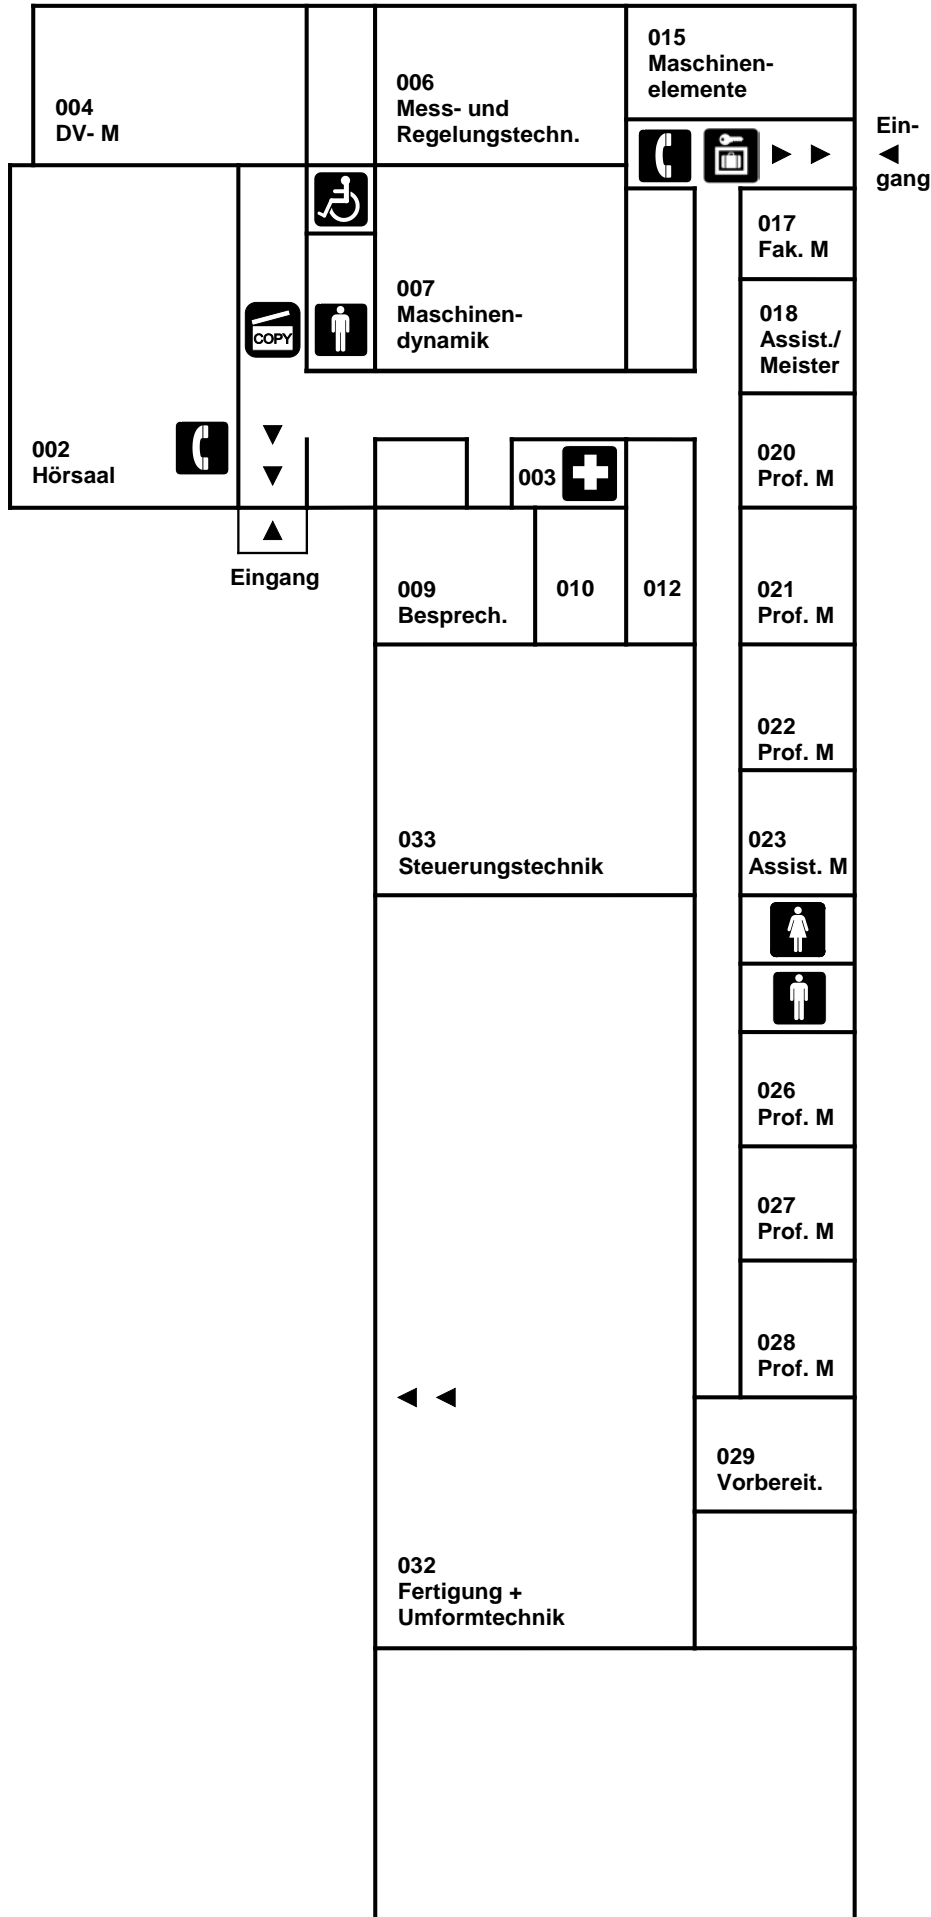 015
Maschinen-
elemente
006
Mess- und
Regelungstechn.
004
DV- M
Ein-
gang
017
Fak. M
007
Maschinen-
dynamik
018
Assist./
Meister
COPY
002
Hörsaal
003
020
Prof. M
Eingang
009
Besprech.
010
012
021
Prof. M
022
Prof. M
033
Steuerungstechnik
023
Assist. M
026
Prof. M
027
Prof. M
028
Prof. M
029
Vorbereit.
032
Fertigung +
Umformtechnik